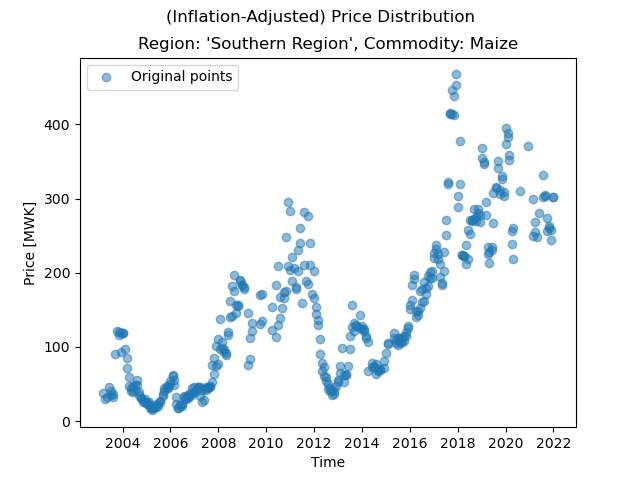 (Inflation-Adjusted) Price Distribution
Region: 'Southern Region', Commodity: Maize
Original points
Price [MWK]
400
300
200
100
0
2004 2006 2008 2010 2012 2014 2016 2018 2020 2022
Time